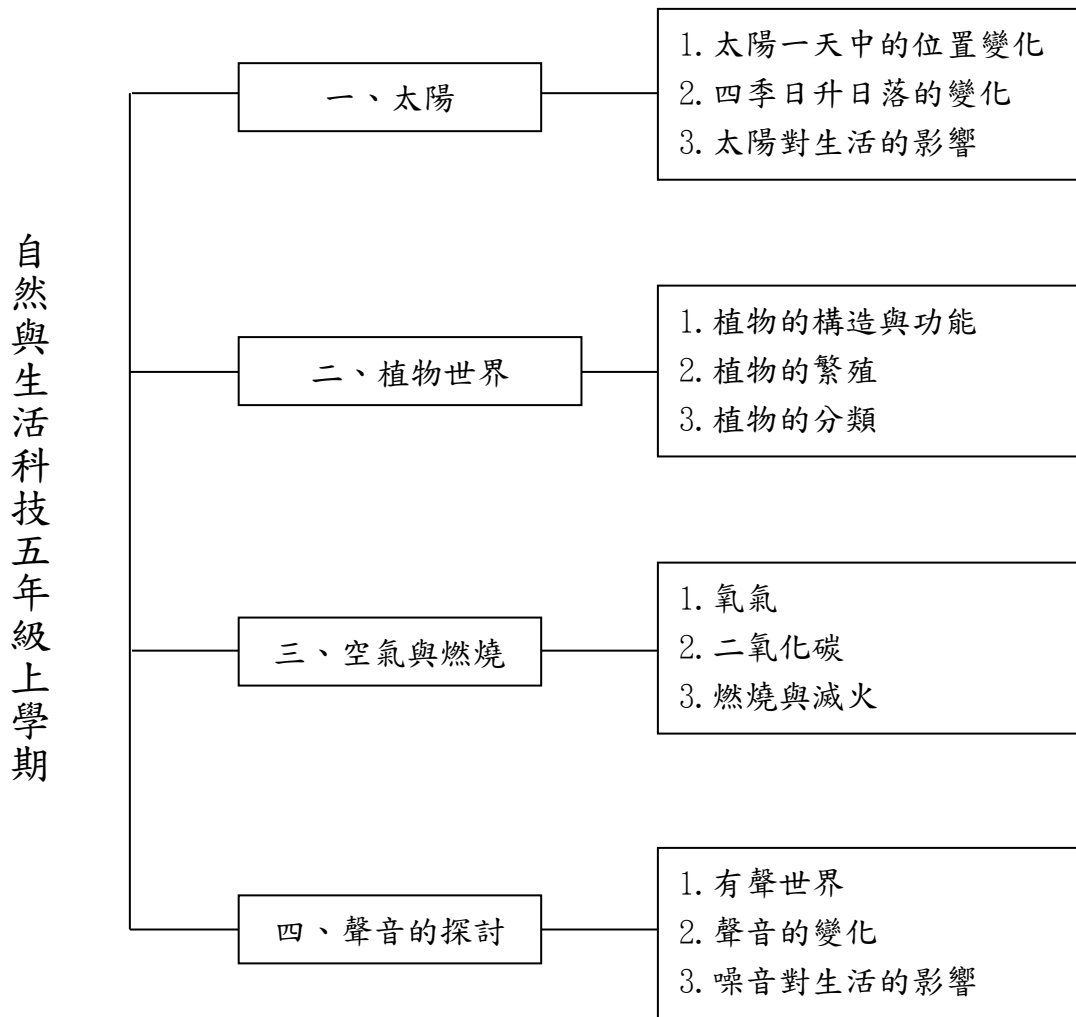 自然與生活科技五年級上學期
一、太陽
1.太陽一天中的位置變化
2.四季日升日落的變化
3.太陽對生活的影響
二、植物世界
1.植物的構造與功能
2.植物的繁殖
3.植物的分類
三、空氣與燃燒
1.氧氣
2.二氧化碳
3.燃燒與滅火
四、聲音的探討
1.有聲世界
2.聲音的變化
3.噪音對生活的影響